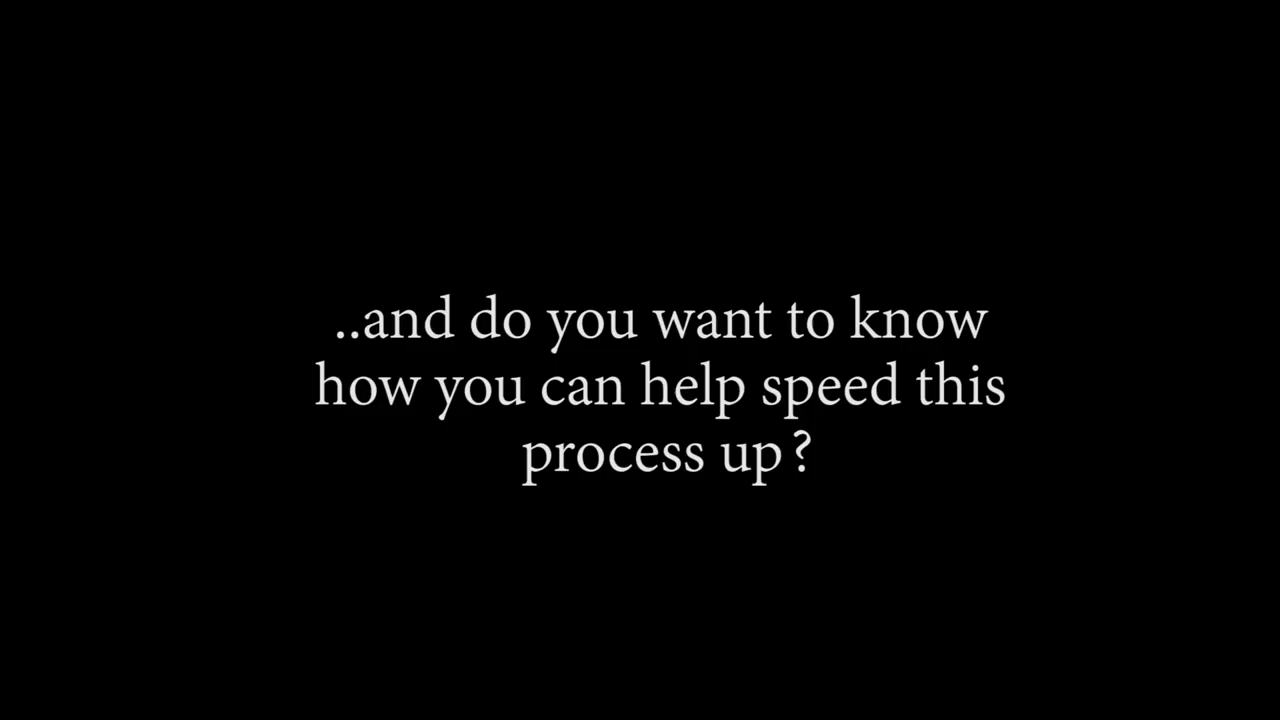 ..and do you want to know
how you can help speed this
process up?